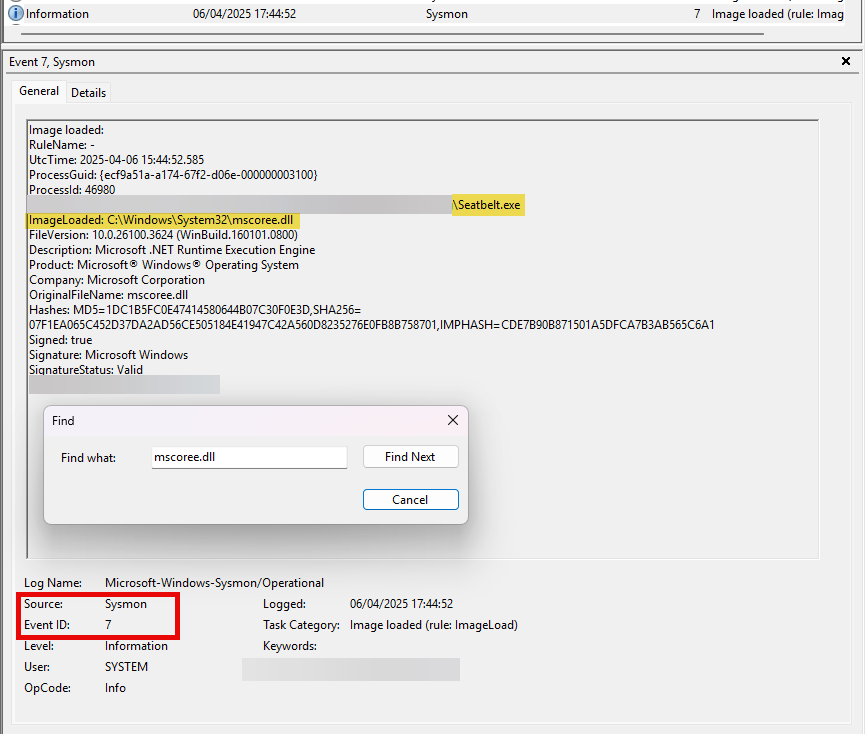 Information 06/04/2025 17:44:52 Sysmon 7 Image loaded (rule: Imag
Event 7, Sysmon
General Details
Image loaded:
RuleName: -
UtcTime: 2025-04-06 15:44:52.585
ProcessGuid: {ecf9a51a-a174-67f2-d06e-000000003100}
ProcessId: 46980
\Seatbelt.exe
ImageLoaded: C:\Windows\System32\mscoree.dll
FileVersion: 10.0.26100.3624 (WinBuild.160101.0800)
Description: Microsoft .NET Runtime Execution Engine
Product: Microsoft® Windows® Operating System
Company: Microsoft Corporation
OriginalFileName: mscoree.dll
Hashes: MD5=1DC1B5FC0E47414580644B07C30F0E3D,SHA256=
07F1EA065C452D37DA2AD56CE505184E41947C42A560D8235276E0FB8B758701,IMPHASH=CDE7B90B871501A5DFCA7B3AB565C6A1
Signed: true
Signature: Microsoft Windows
SignatureStatus: Valid
Find
Find what: mscoree.dll Find Next
Cancel
Log Name: Microsoft-Windows-Sysmon/Operational
Source: Sysmon Logged: 06/04/2025 17:44:52
Event ID: 7 Task Category: Image loaded (rule: ImageLoad)
Level: Information Keywords:
User: SYSTEM
OpCode: Info